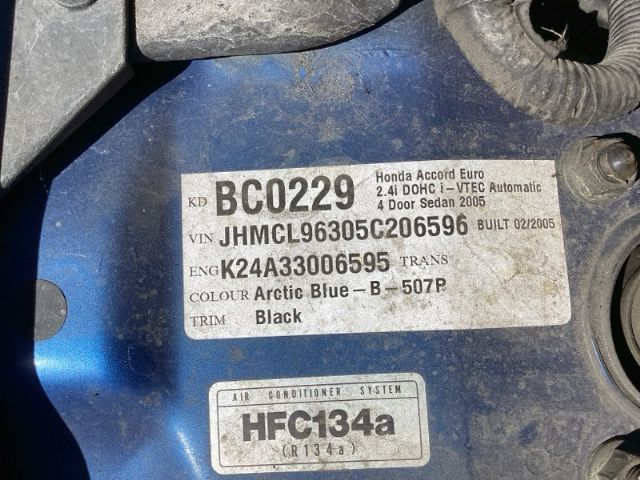 KD BC0229 Honda Accord Euro
2.4i DOHC i-VTEC Automatic
4 Door Sedan 2005
VIN JHMCL96305C206596 BUILT 02/2005
ENG K24A33006595 TRANS
COLOUR Arctic Blue-B-507P
TRIM Black
AIR CONDITIONER SYSTEM
HFC134a
(R134a)